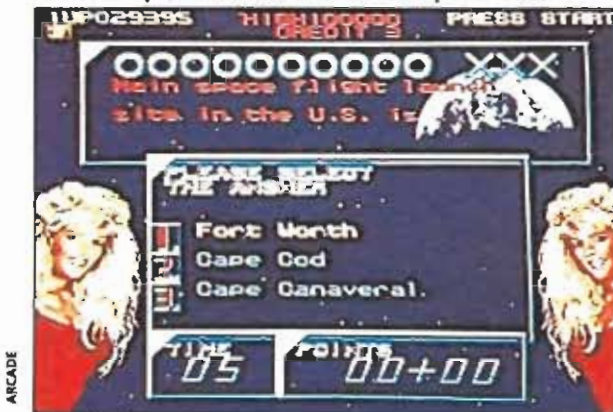 1UP029395 HIGH100000 PRESS START
CREDIT 3
OOOOOOOOOOO XXX
Main space flight launch
site in the U.S. is
PLEASE SELECT
THE ANSWER
1 Fort Worth
2 Cape Cod
3 Cape Canaveral.
TIME POINTS
05 00+00
ARCADE